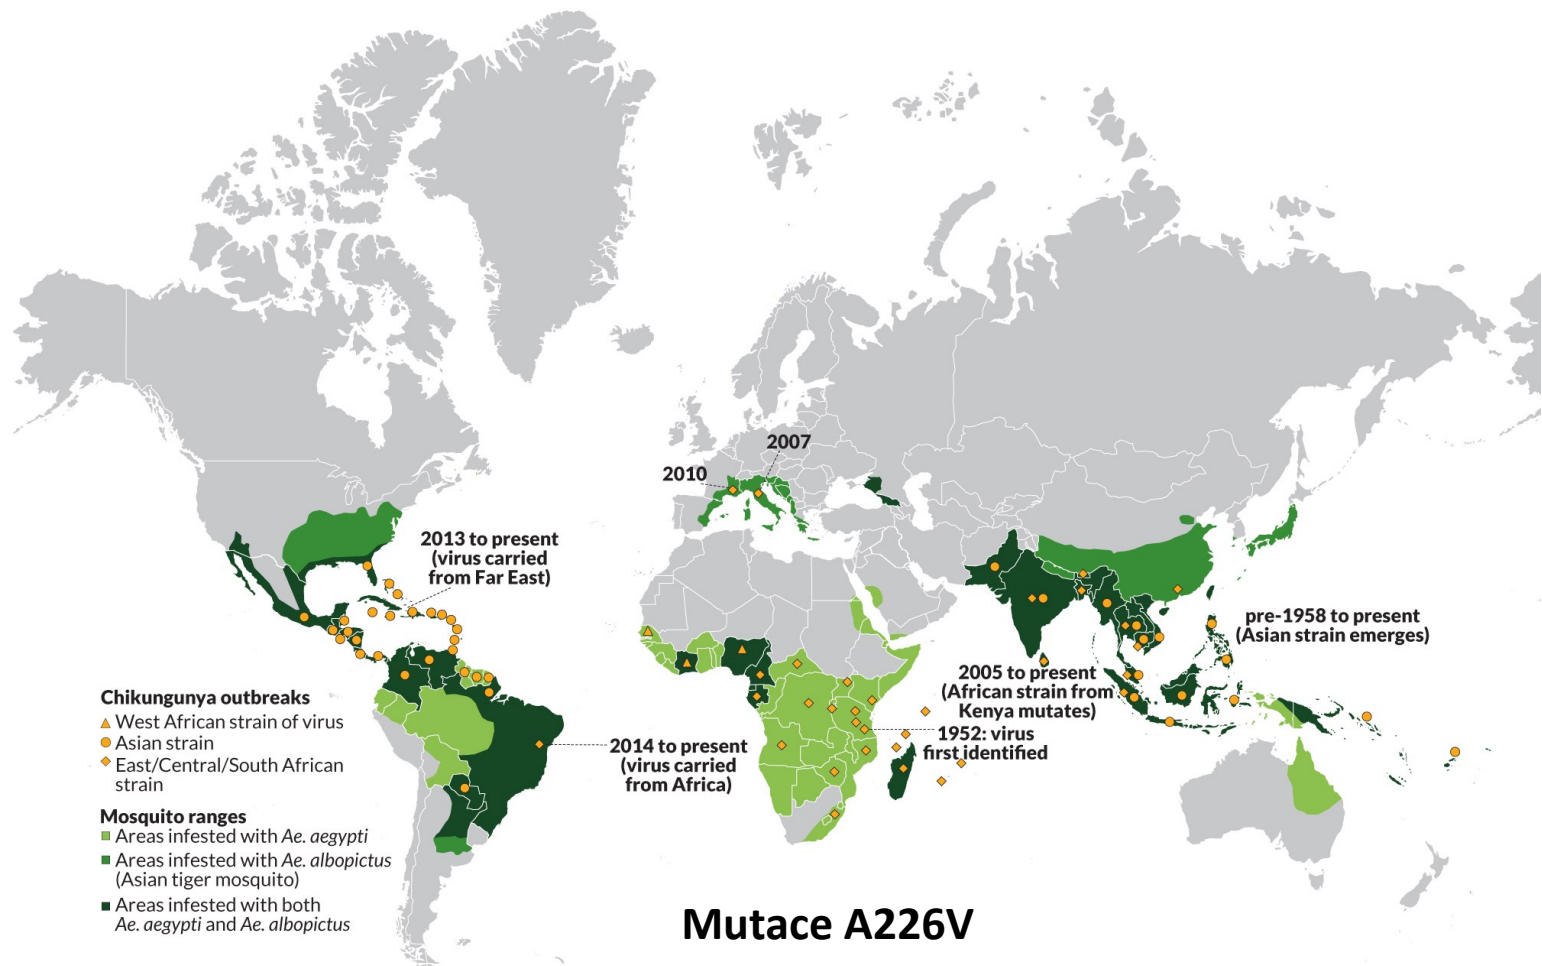 2007
2010
2013 to present
(virus carried
from Far East)
pre-1958 to present
(Asian strain emerges)
2005 to present
(African strain from
Kenya mutates)
1952: virus
first identified
2014 to present
(virus carried
from Africa)
Chikungunya outbreaks
West African strain of virus
Asian strain
East/Central/South African
strain
Mosquito ranges
Areas infested with Ae. aegypti
Areas infested with Ae. albopictus
(Asian tiger mosquito)
Areas infested with both
Ae. aegypti and Ae. albopictus
Mutace A226V